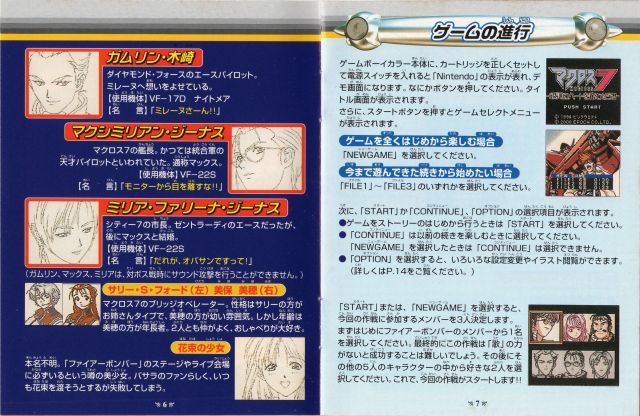 ガムリン・木崎
ダイヤモンド・フォースのエースパイロット。
ミレーヌへ想いをよせている。
【使用機体】VF-17D ナイトメア
【名 言】「ミレーヌさーん!!」
マクシミリアン・ジーナス
マクロス7の艦長。かつては統合軍の
天才パイロットといわれていた。通称マックス。
【使用機体】VF-22S
【名 言】「モニターから目を離すな!!」
ミリア・ファリーナ・ジーナス
シティー7の市長。ゼントラーディのエースだったが、
後にマックスと結婚。
【使用機体】VF-22S
【名 言】「だれが、オバサンですって!」
(ガムリン、マックス、ミリアは、対ボス戦時にサウンド攻撃を行うことができません。)
サリー・S・フォード(左) 美保 美穂(右)
マクロス7のブリッジオペレーター。性格はサリーの方が
お姉さんタイプで、美穂の方が幼い雰囲気。しかし年齢は
美穂の方が年長者。2人とも仲がよく、おしゃべりが大好き。
花束の少女
本名不明。「ファイアーボンバー」のステージやライブ会場
に必ずいるという噂の美少女。バサラのファンらしく、いつ
も花束を渡そうとするが失敗してしまう。
6
ゲームの進行
ゲームボーイカラー本体に、カートリッジを正しくセットし
て電源スイッチを入れると「Nintendo」の表示が表れ、デ
モ画面になります。なにかボタンを押してください。タイ
トル画面が表示されます。
さらに、スタートボタンを押すとゲームセレクトメニュー
が表示されます。
マクロス7
PUSH START
ゲームを全くはじめから楽しむ場合
「NEWGAME」を選択してください。
今まで遊んできた続きから始めたい場合
「FILE1」~「FILE3」のいずれかを選択してください。
次に、「START」か「CONTINUE」、「OPTION」の選択項目が表示されます。
●ゲームをストーリーのはじめから行うときは「START」を選択してください。
●「CONTINUE」は以前の続きを楽しむときに選択してください。
「NEWGAME」を選択したときは「CONTINUE」は選択できません。
●「OPTION」を選択すると、いろいろな設定変更やイラスト閲覧ができます。
(詳しくはP.14をご覧ください。)
「START」または、「NEWGAME」を選択すると、
今回の作戦に参加するメンバーを3人決定します。
まずはじめにファイアーボンバーのメンバーから1名
を選択してください。最終的にこの作戦は「歌」の力
がないと成功することは難しいでしょう。その後にそ
の他の5人のキャラクターの中から好きな2人を選
択してください。これで、今回の作戦がスタートします!!
7